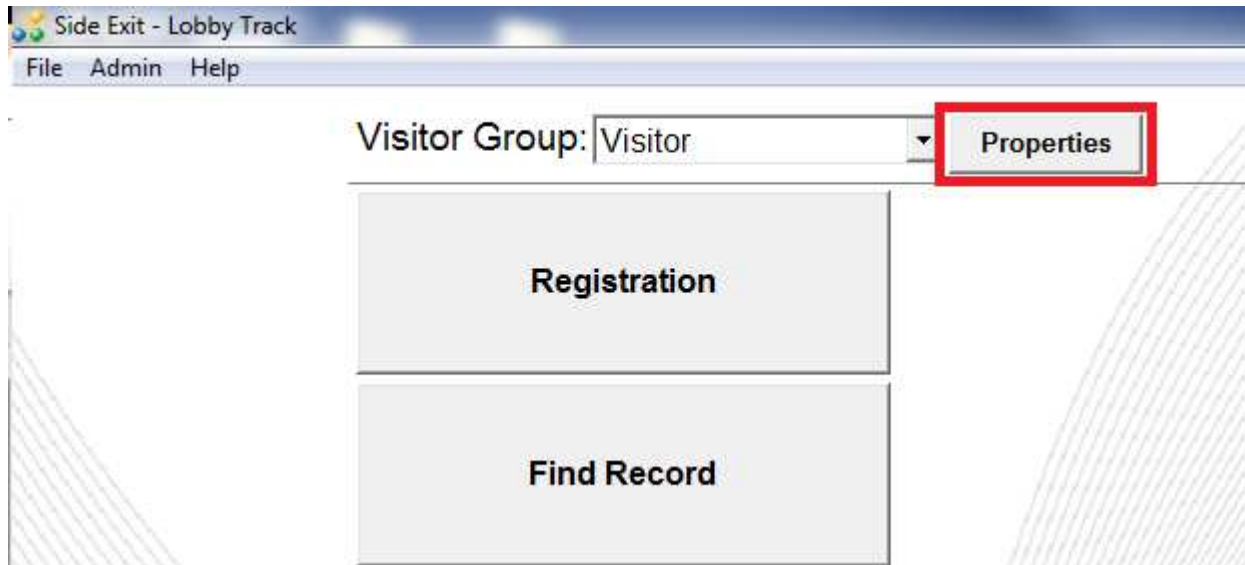 Side Exit - Lobby Track
File Admin Help
Visitor Group: Visitor Properties
Registration
Find Record